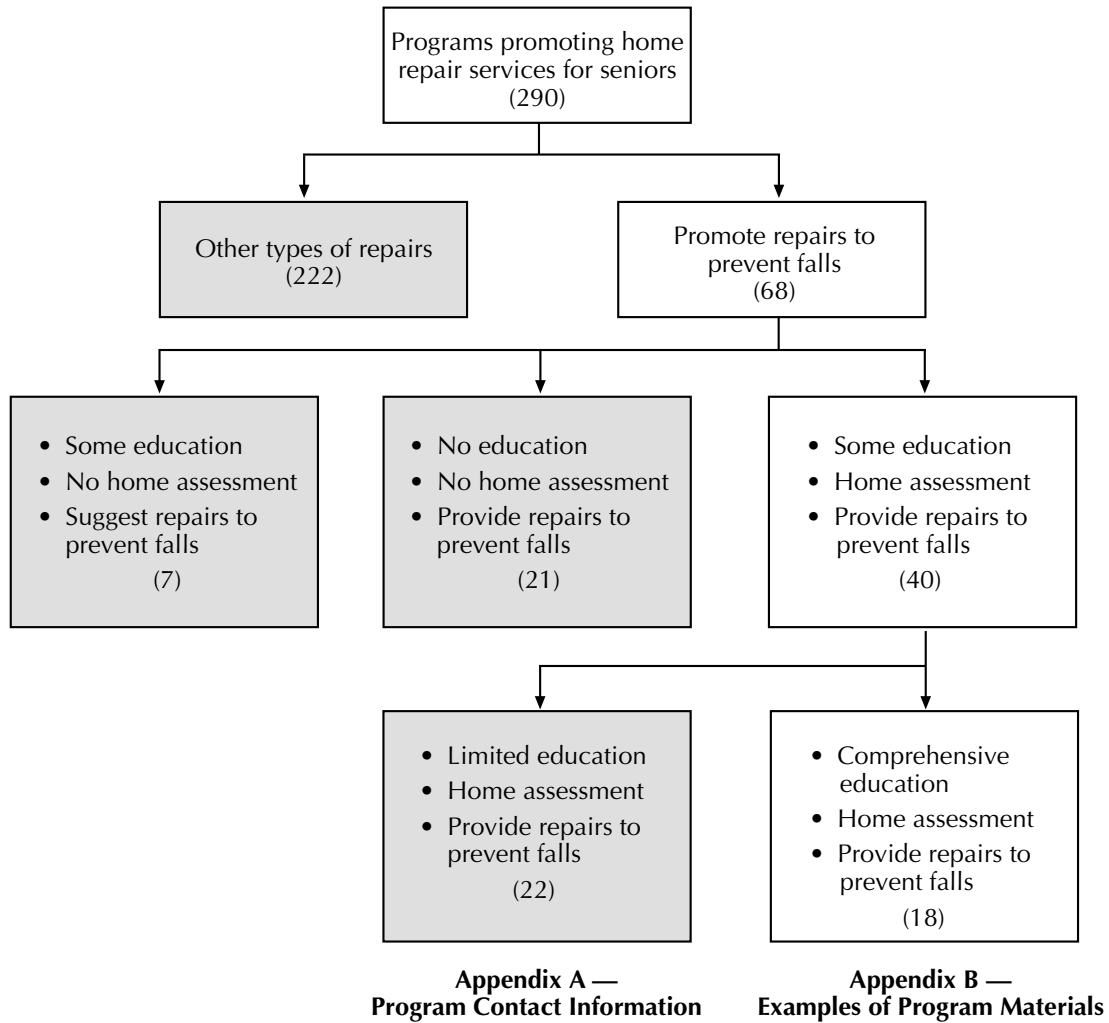 Programs promoting home
repair services for seniors
(290)
Other types of repairs
(222)
Promote repairs to
prevent falls
(68)
• Some education
• No home assessment
• Suggest repairs to
prevent falls
(7)
• No education
• No home assessment
• Provide repairs to
prevent falls
(21)
• Some education
• Home assessment
• Provide repairs to
prevent falls
(40)
• Limited education
• Home assessment
• Provide repairs to
prevent falls
(22)
• Comprehensive
education
• Home assessment
• Provide repairs to
prevent falls
(18)
Appendix A —
Program Contact Information
Appendix B —
Examples of Program Materials